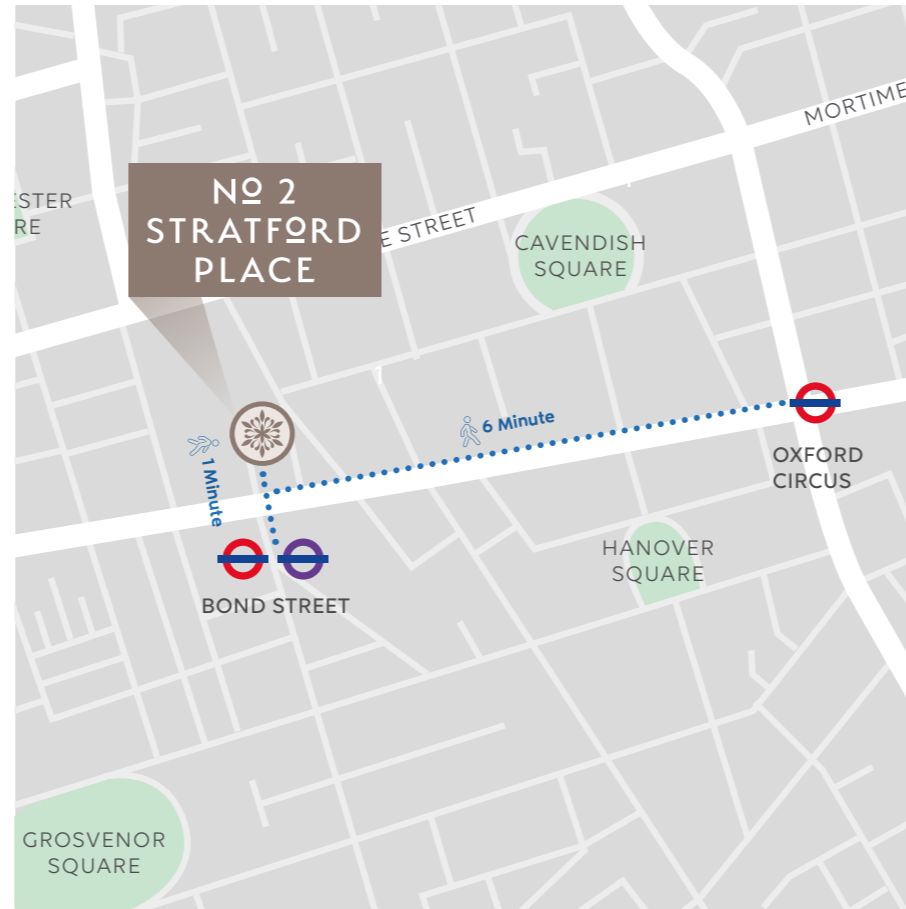 MORTIME
ESTER
RE
Nº 2
STRATFORD
PLACE
E STREET
CAVENDISH
SQUARE
6 Minute
1 Minute
OXFORD
CIRCUS
HANOVER
SQUARE
BOND STREET
GROSVENOR
SQUARE